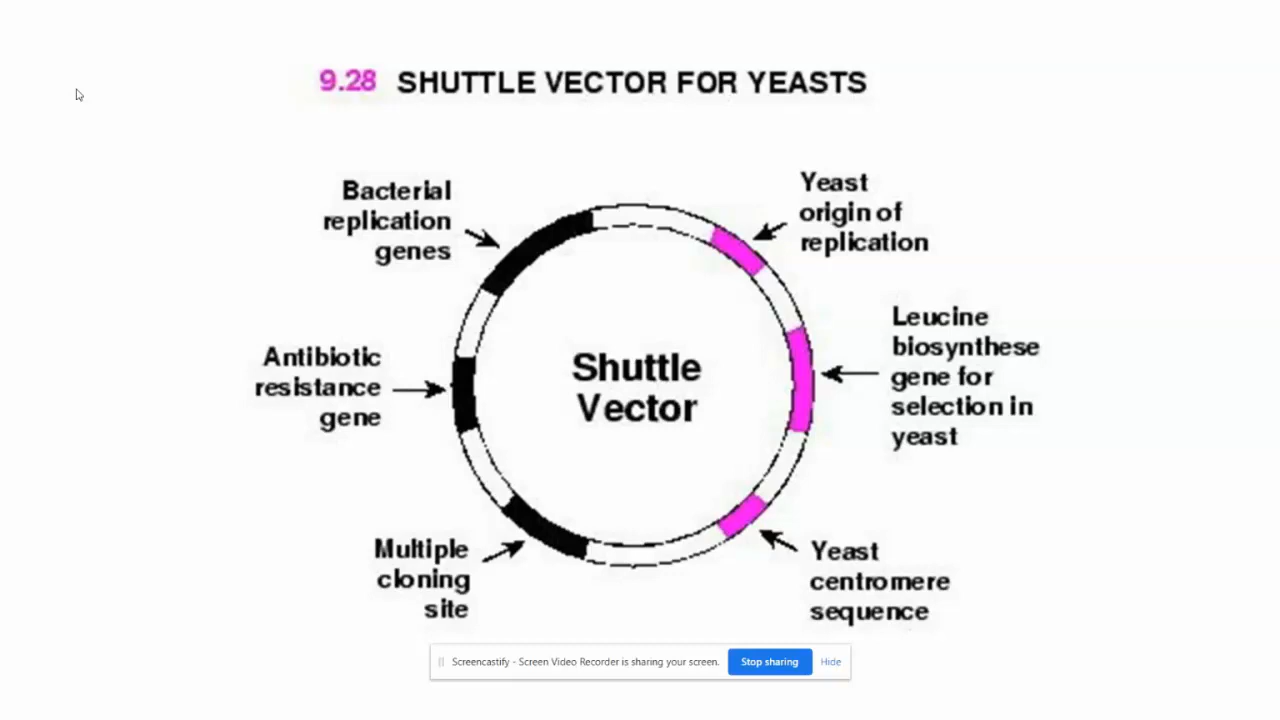 9.28 SHUTTLE VECTOR FOR YEASTS
Bacterial
replication
genes
Yeast
origin of
replication
Antibiotic
resistance
gene
Shuttle
Vector
Leucine
biosynthese
gene for
selection in
yeast
Multiple
cloning
site
Yeast
centromere
sequence
Screencastify - Screen Video Recorder is sharing your screen. Stop sharing Hide